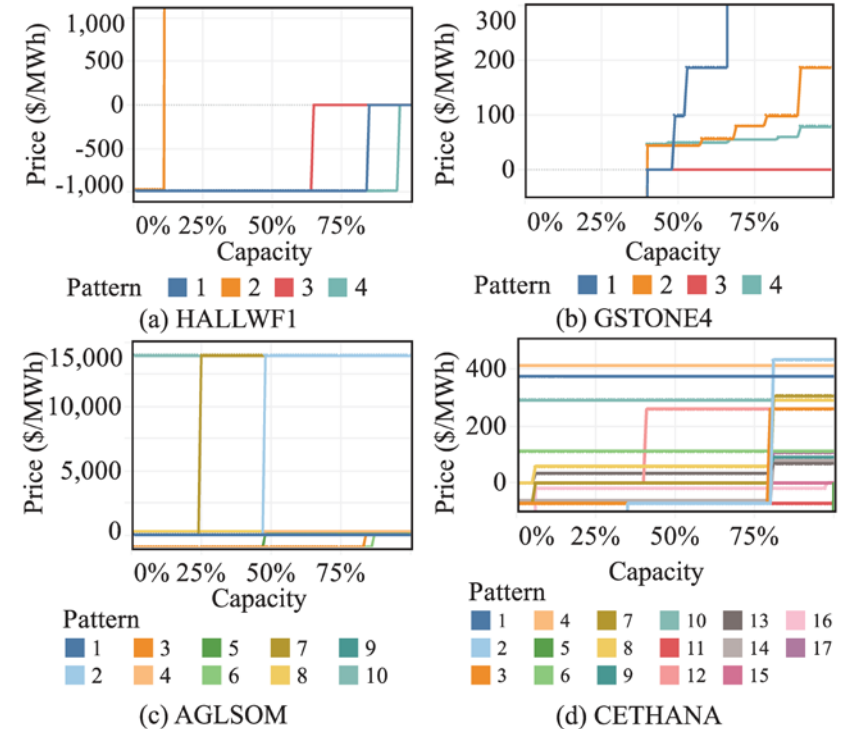 Price ($/MWh)
1,000
500
0
-500
-1,000
0% 25% 50% 75%
Capacity
Pattern 1 2 3 4
(a) HALLWF1
Price ($/MWh)
300
200
100
0
0% 25% 50% 75%
Capacity
Pattern 1 2 3 4
(b) GSTONE4
Price ($/MWh)
15,000
10,000
5,000
0
0% 25% 50% 75%
Capacity
Pattern
1 3 5 7 9
2 4 6 8 10
(c) AGLSOM
Price ($/MWh)
400
200
0
0% 25% 50% 75%
Capacity
Pattern
1 4 7 10 13 16
2 5 8 11 14 17
3 6 9 12 15
(d) CETHANA